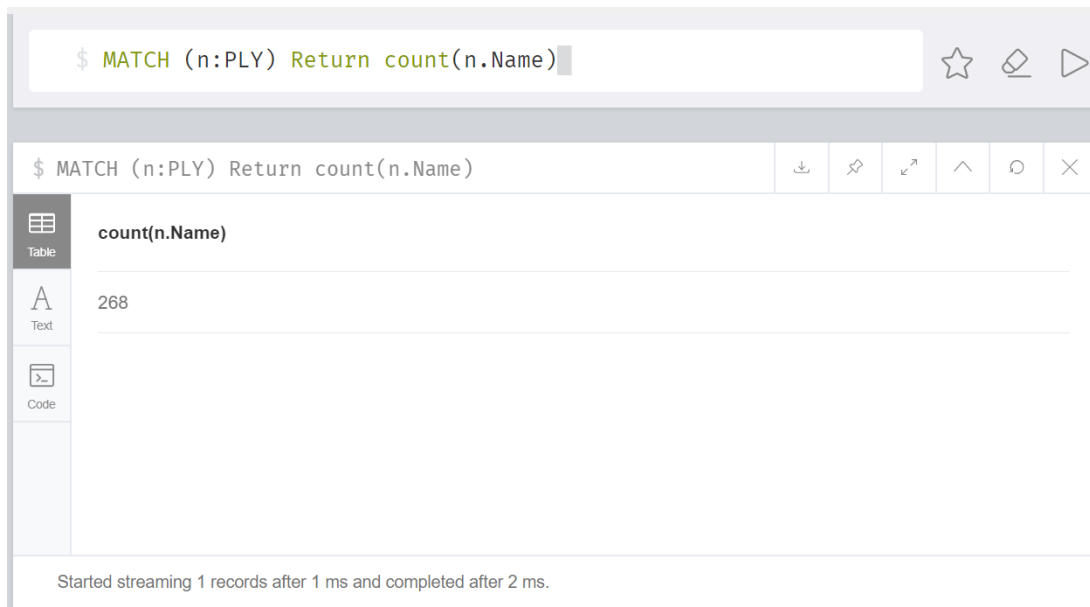 $ MATCH (n:PLY) Return count(n.Name)
$ MATCH (n:PLY) Return count(n.Name)
Table
count(n.Name)
268
Text
Code
Started streaming 1 records after 1 ms and completed after 2 ms.